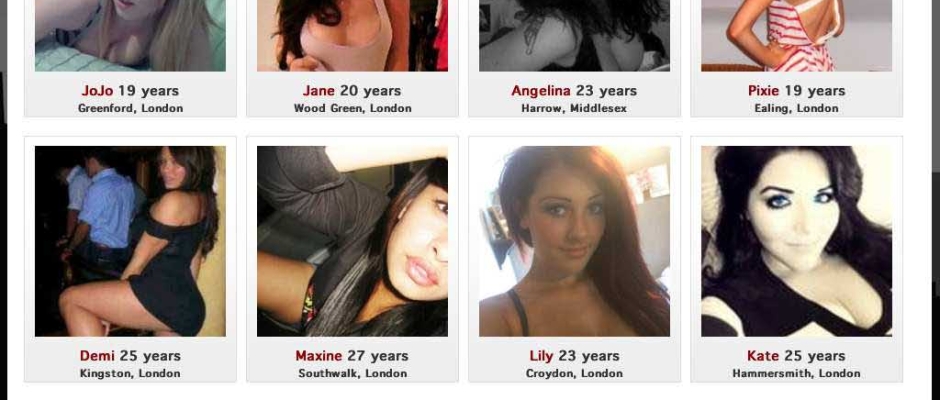 JoJo 19 years
Greenford, London
Jane 20 years
Wood Green, London
Angelina 23 years
Harrow, Middlesex
Pixie 19 years
Ealing, London
Demi 25 years
Kingston, London
Maxine 27 years
Southwalk, London
Lily 23 years
Croydon, London
Kate 25 years
Hammersmith, London